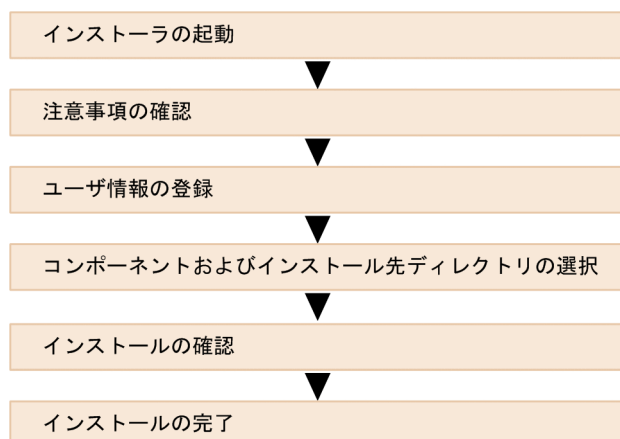 インストーラの起動
注意事項の確認
ユーザ情報の登録
コンポーネントおよびインストール先ディレクトリの選択
インストールの確認
インストールの完了